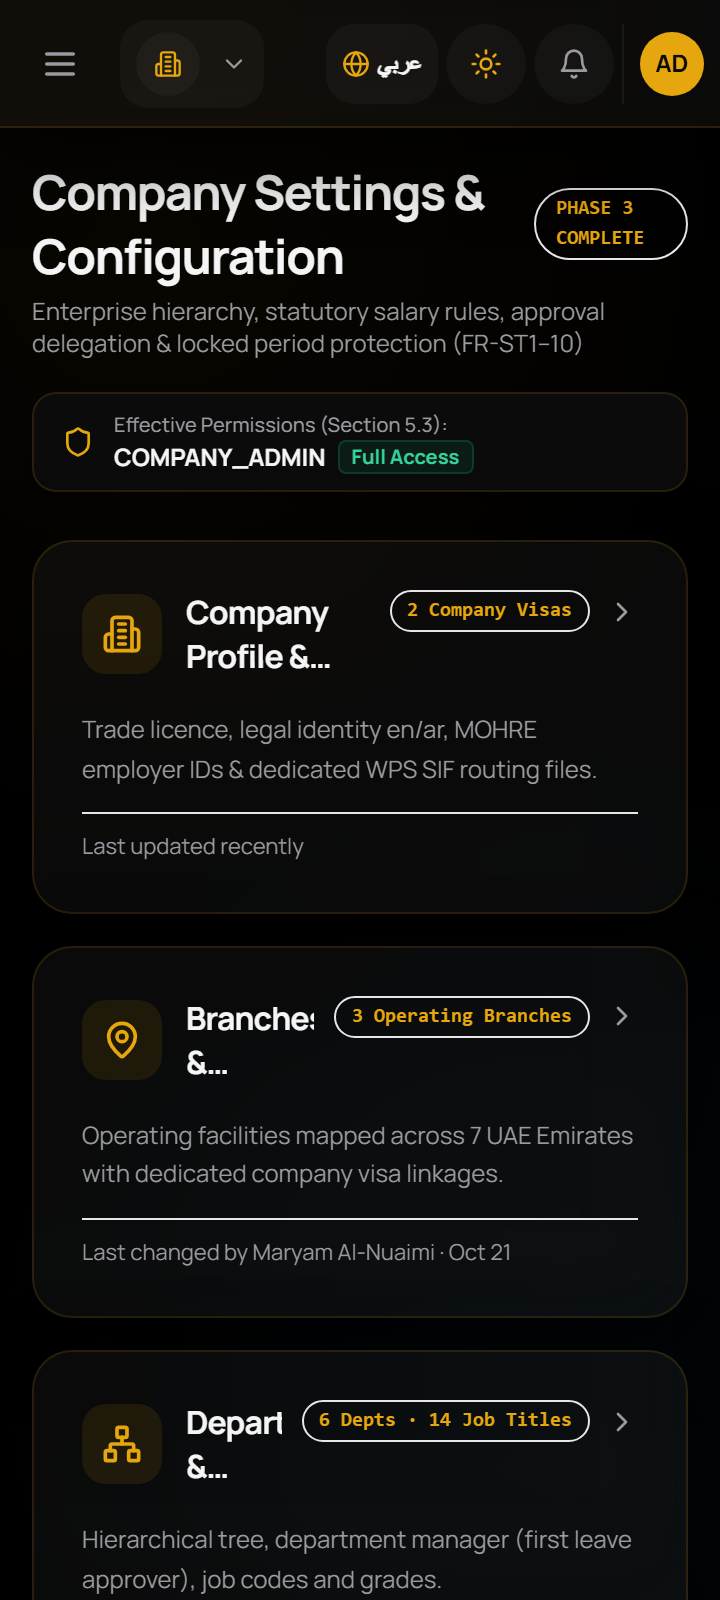 عربي
AD
Company Settings &
Configuration
PHASE 3
COMPLETE
Enterprise hierarchy, statutory salary rules, approval
delegation & locked period protection (FR-ST1–10)
Effective Permissions (Section 5.3):
COMPANY_ADMIN Full Access
Company
Profile &...
2 Company Visas
Trade licence, legal identity en/ar, MOHRE
employer IDs & dedicated WPS SIF routing files.
Last updated recently
Branches
&...
3 Operating Branches
Operating facilities mapped across 7 UAE Emirates
with dedicated company visa linkages.
Last changed by Maryam Al-Nuaimi · Oct 21
Depart
&...
6 Depts · 14 Job Titles
Hierarchical tree, department manager (first leave
approver), job codes and grades.